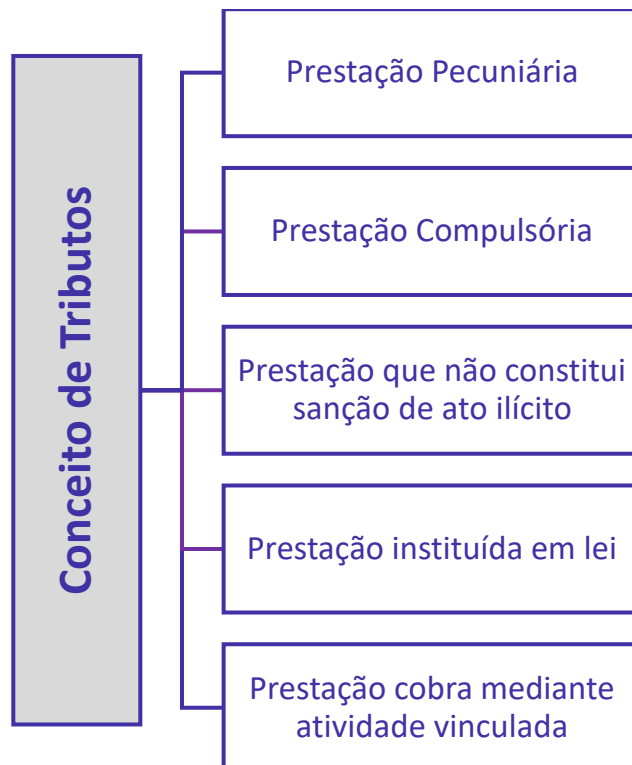 Conceito de Tributos
Prestação Pecuniária
Prestação Compulsória
Prestação que não constitui
sanção de ato ilícito
Prestação instituída em lei
Prestação cobra mediante
atividade vinculada